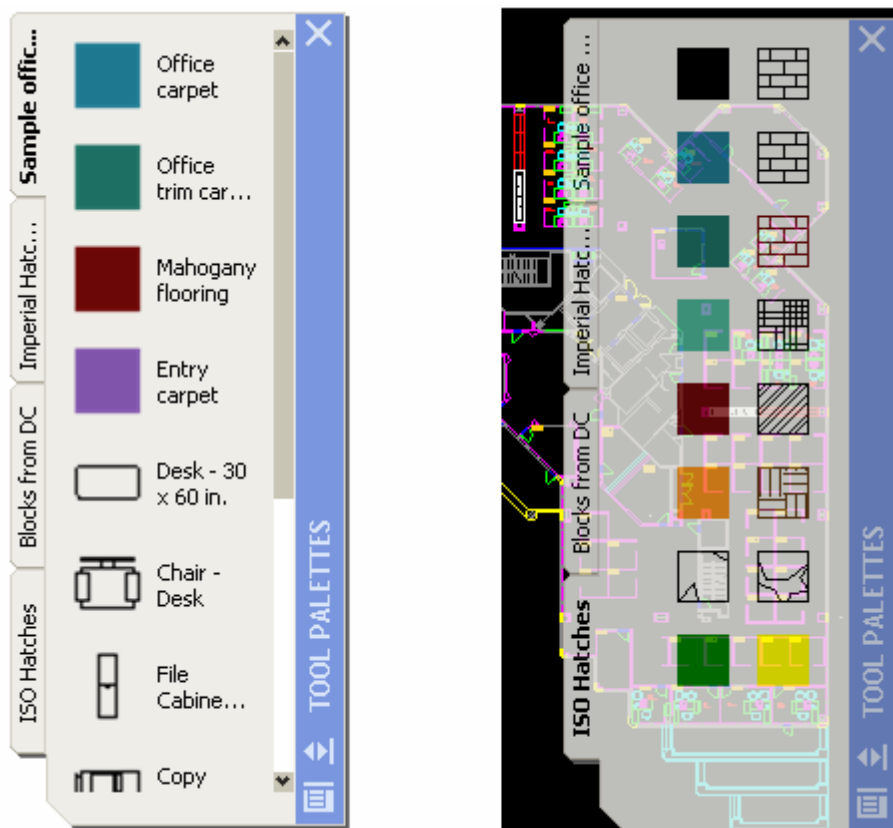 Sample offic...
Imperial Hatc...
Blocks from DC
ISO Hatches
Office
carpet
Office
trim car...
Mahogany
flooring
Entry
carpet
Desk - 30
x 60 in.
Chair -
Desk
File
Cabine...
Copy
TOOL PALETTES
Sample office ...
Imperial Hatc...
Blocks from DC
ISO Hatches
TOOL PALETTES